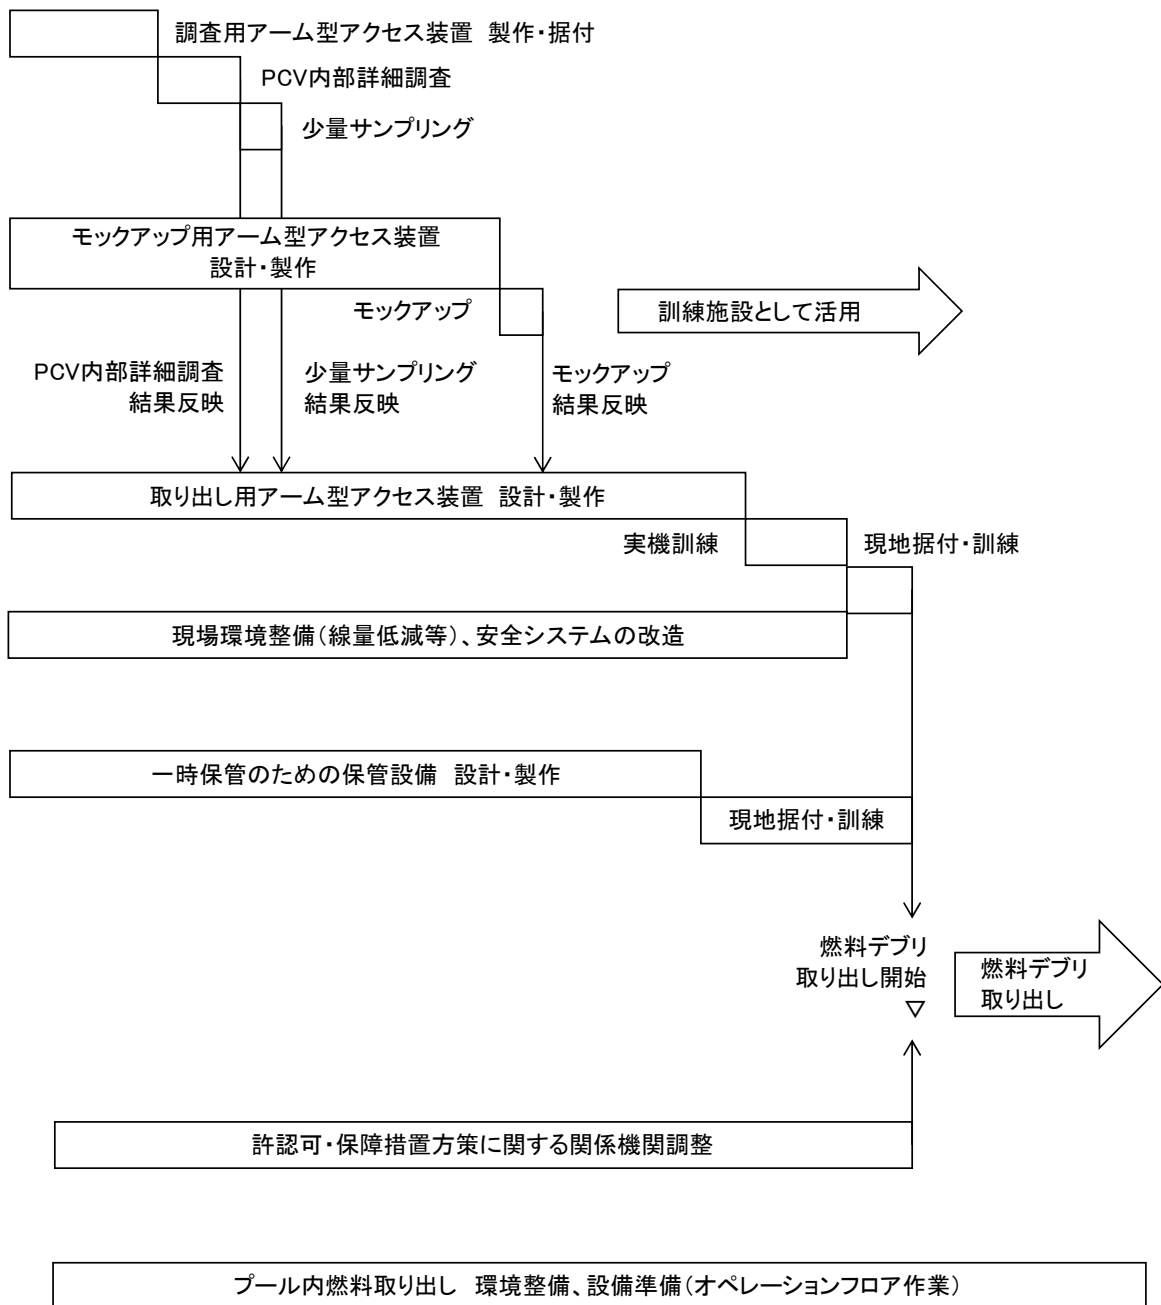 調査用アーム型アクセス装置 製作・据付
PCV内部詳細調査
少量サンプリング
モックアップ用アーム型アクセス装置
設計・製作
モックアップ
訓練施設として活用
PCV内部詳細調査
結果反映
少量サンプリング
結果反映
モックアップ
結果反映
取り出し用アーム型アクセス装置 設計・製作
実機訓練
現地据付・訓練
現場環境整備(線量低減等)、安全システムの改造
一時保管のための保管設備 設計・製作
現地据付・訓練
燃料デブリ
取り出し開始
▽
燃料デブリ
取り出し
許認可・保障措置方策に関する関係機関調整
プール内燃料取り出し 環境整備、設備準備(オペレーションフロア作業)